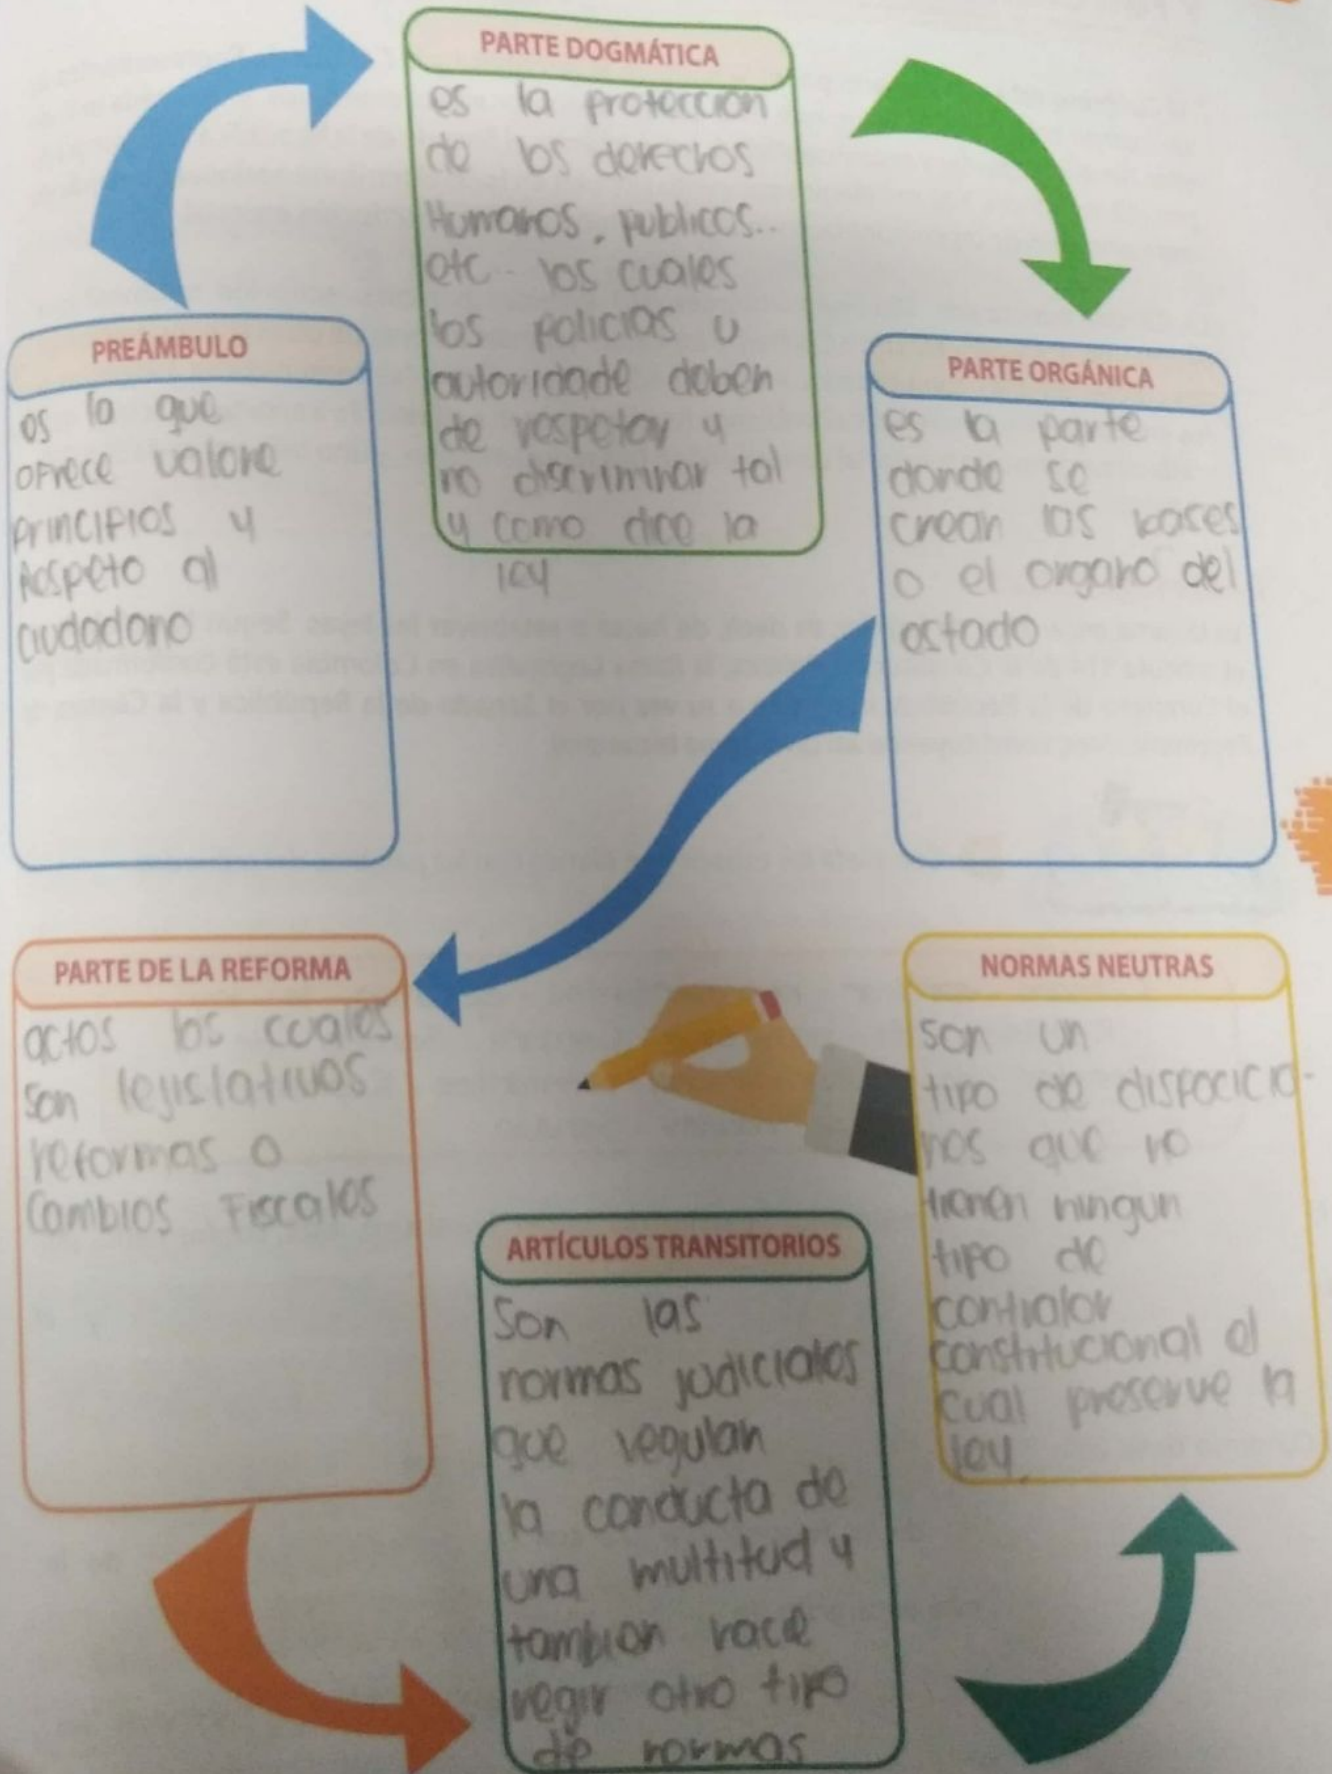 PREÁMBULO
es lo que
ofrece valore
principios y
Respeto al
ciudadano
PARTE DOGMÁTICA
es la protección
de los derechos
Humanos, publicos..
etc.. los cuales
los policias u
autoridade deben
de respetar y
no discriminar tal
y como dice la
ley
PARTE ORGÁNICA
es la parte
donde se
crean las bases
o el organo del
estado
PARTE DE LA REFORMA
actos los cuales
son legislativos
reformas o
Cambios Fiscales
ARTÍCULOS TRANSITORIOS
Son las
normas judiciales
que regulan
la conducta de
una multitud y
tambien hace
regir otro tipo
de normas
NORMAS NEUTRAS
son un
tipo de dispocicio-
nes que no
tienen ningun
tipo de
contralor
constitucional el
cual preserve la
ley.